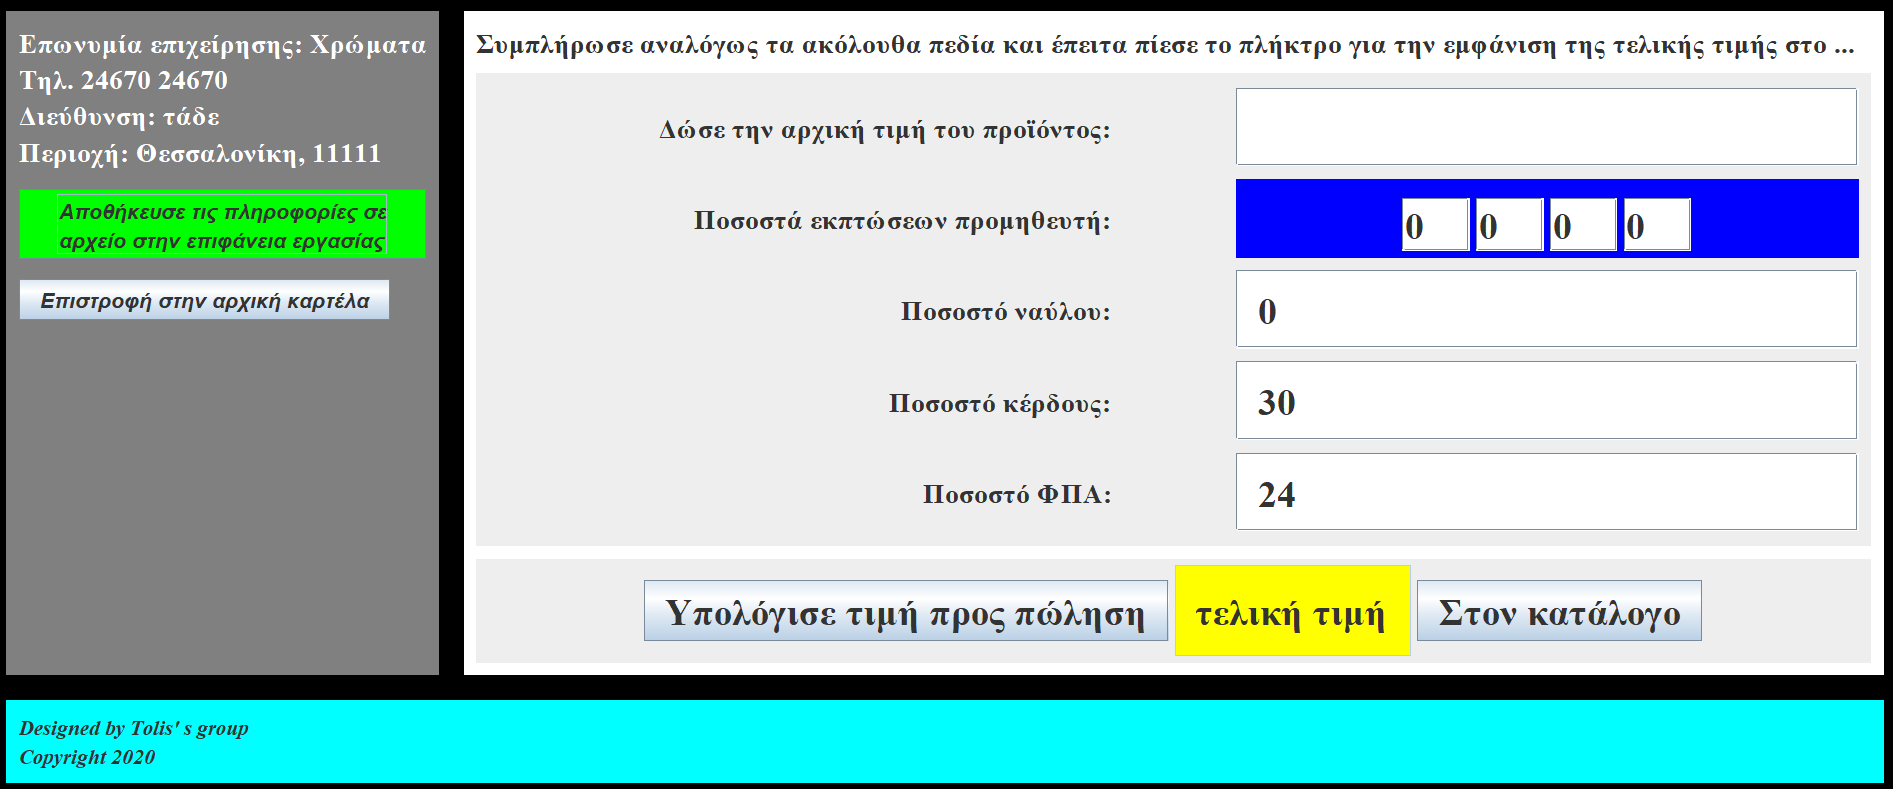 Επωνυμία επιχείρησης: Χρώματα
Τηλ. 24670 24670
Διεύθυνση: τάδε
Περιοχή: Θεσσαλονίκη, 11111
Αποθήκευσε τις πληροφορίες σε
αρχείο στην επιφάνεια εργασίας
Επιστροφή στην αρχική καρτέλα
Συμπλήρωσε αναλόγως τα ακόλουθα πεδία και έπειτα πίεσε το πλήκτρο για την εμφάνιση της τελικής τιμής στο ...
Δώσε την αρχική τιμή του προϊόντος:
Ποσοστά εκπτώσεων προμηθευτή: 0 0 0 0
Ποσοστό ναύλου: 0
Ποσοστό κέρδους: 30
Ποσοστό ΦΠΑ: 24
Υπολόγισε τιμή προς πώληση τελική τιμή Στον κατάλογο
Designed by Tolis' s group
Copyright 2020